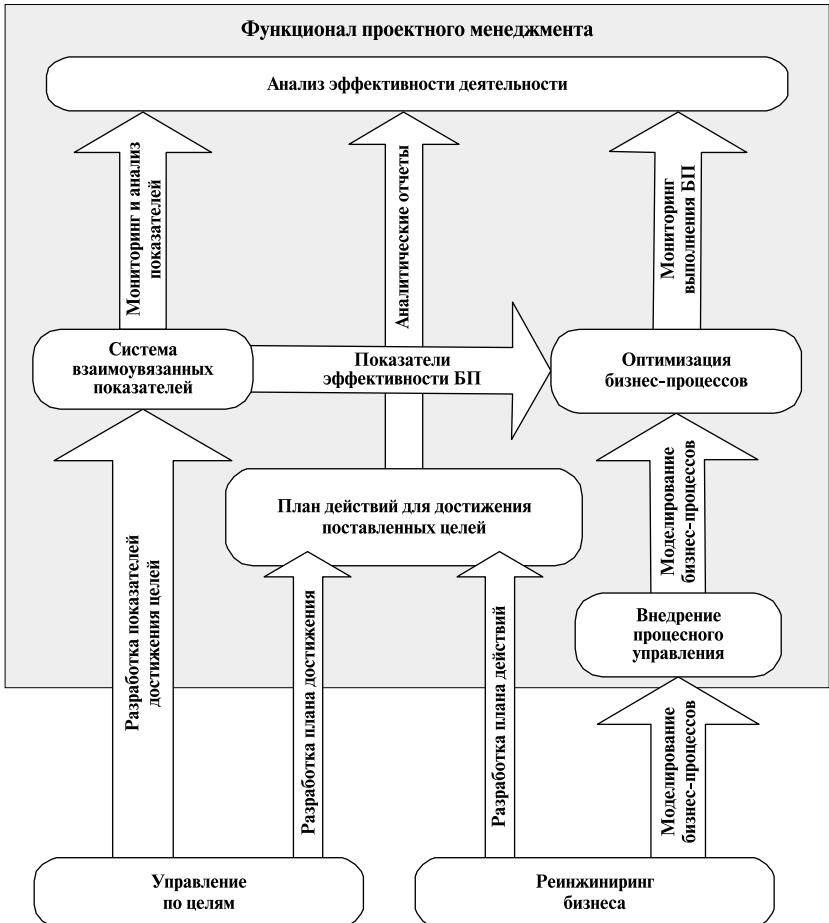 Функционал проектного менеджмента
Анализ эффективности деятельности
Мониторинг и анализ
показателей
Аналитические отчеты
Мониторинг
выполнения БП
Система
взаимоувязанных
показателей
Показатели
эффективности БП
Оптимизация
бизнес-процессов
План действий для достижения
поставленных целей
Моделирование
бизнес-процессов
Разработка показателей
достижения целей
Разработка плана достижения
Разработка плана действий
Внедрение
процесного
управления
Моделирование
бизнес-процессов
Управление
по целям
Реинжиниринг
бизнеса